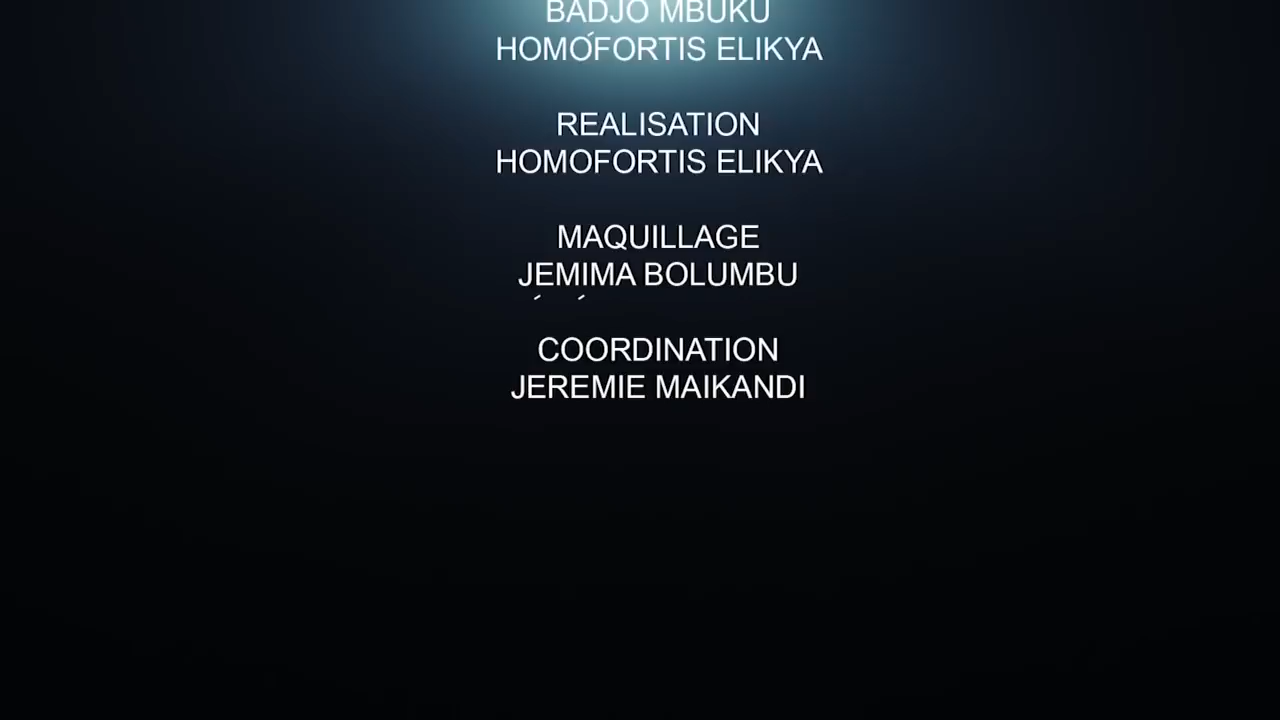 BADJO MBUKU
HOMOFORTIS ELIKYA
REALISATION
HOMOFORTIS ELIKYA
MAQUILLAGE
JEMIMA BOLUMBU
COORDINATION
JEREMIE MAIKANDI